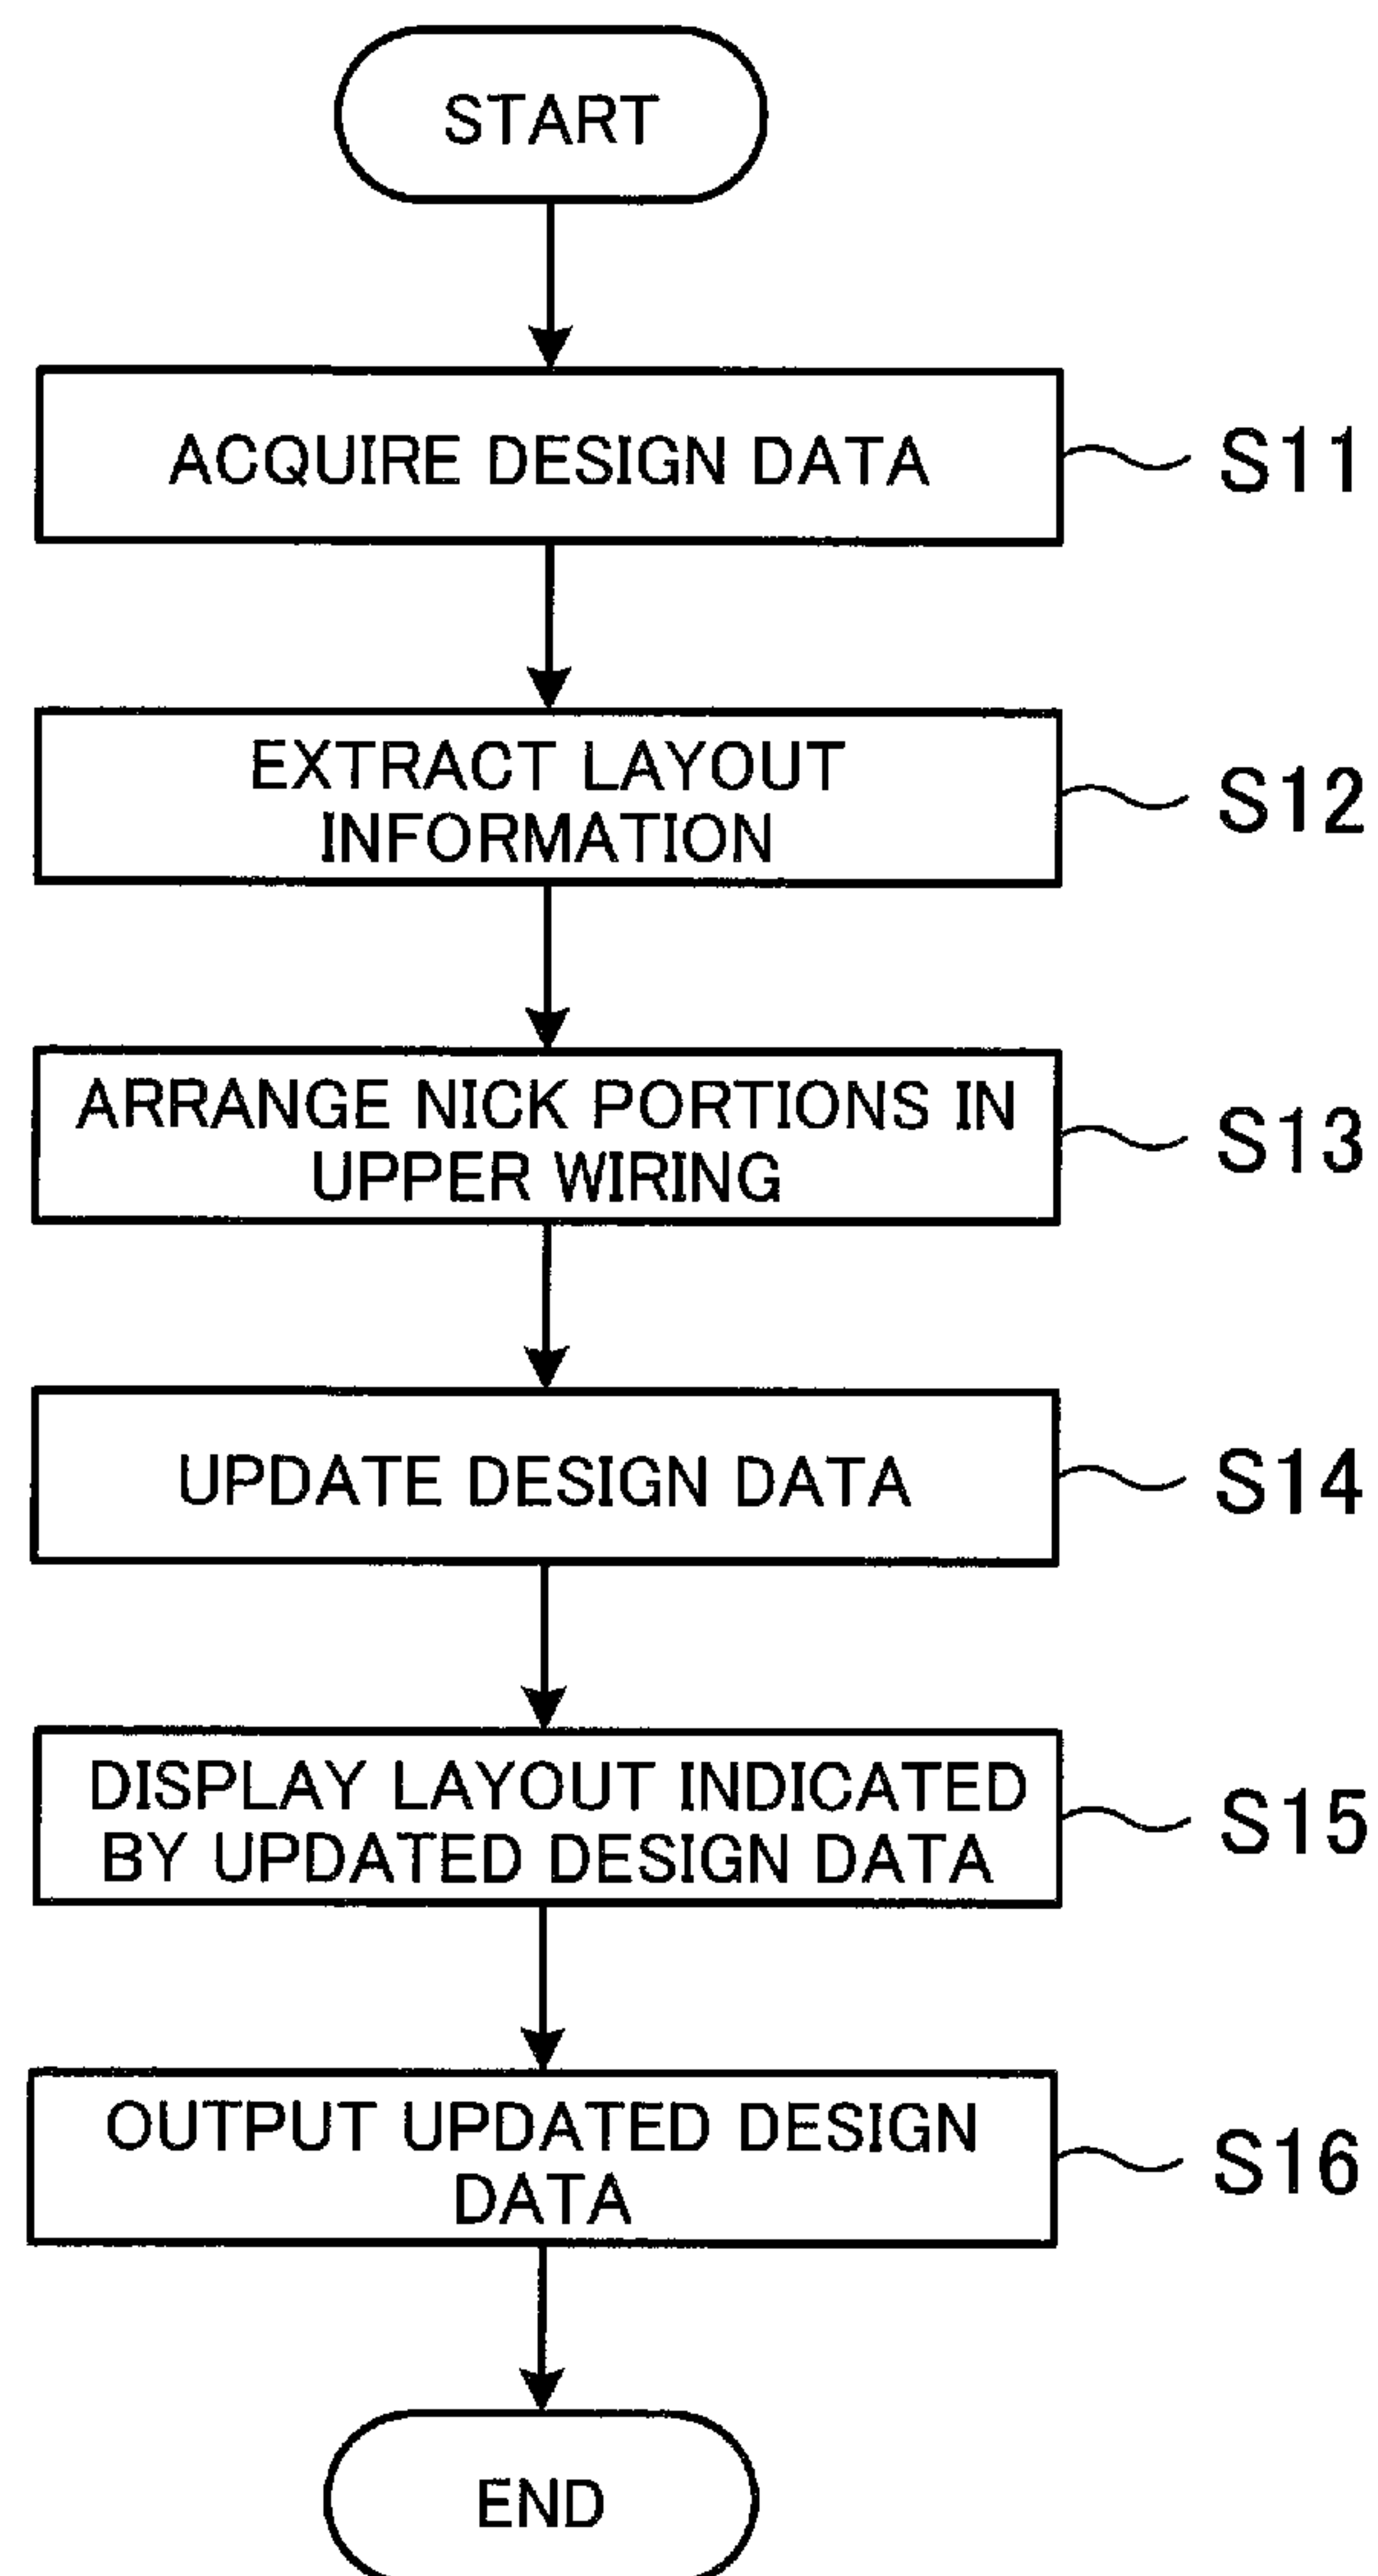 START
ACQUIRE DESIGN DATA
S11
EXTRACT LAYOUT
INFORMATION
S12
ARRANGE NICK PORTIONS IN
UPPER WIRING
S13
UPDATE DESIGN DATA
S14
DISPLAY LAYOUT INDICATED
BY UPDATED DESIGN DATA
S15
OUTPUT UPDATED DESIGN
DATA
S16
END